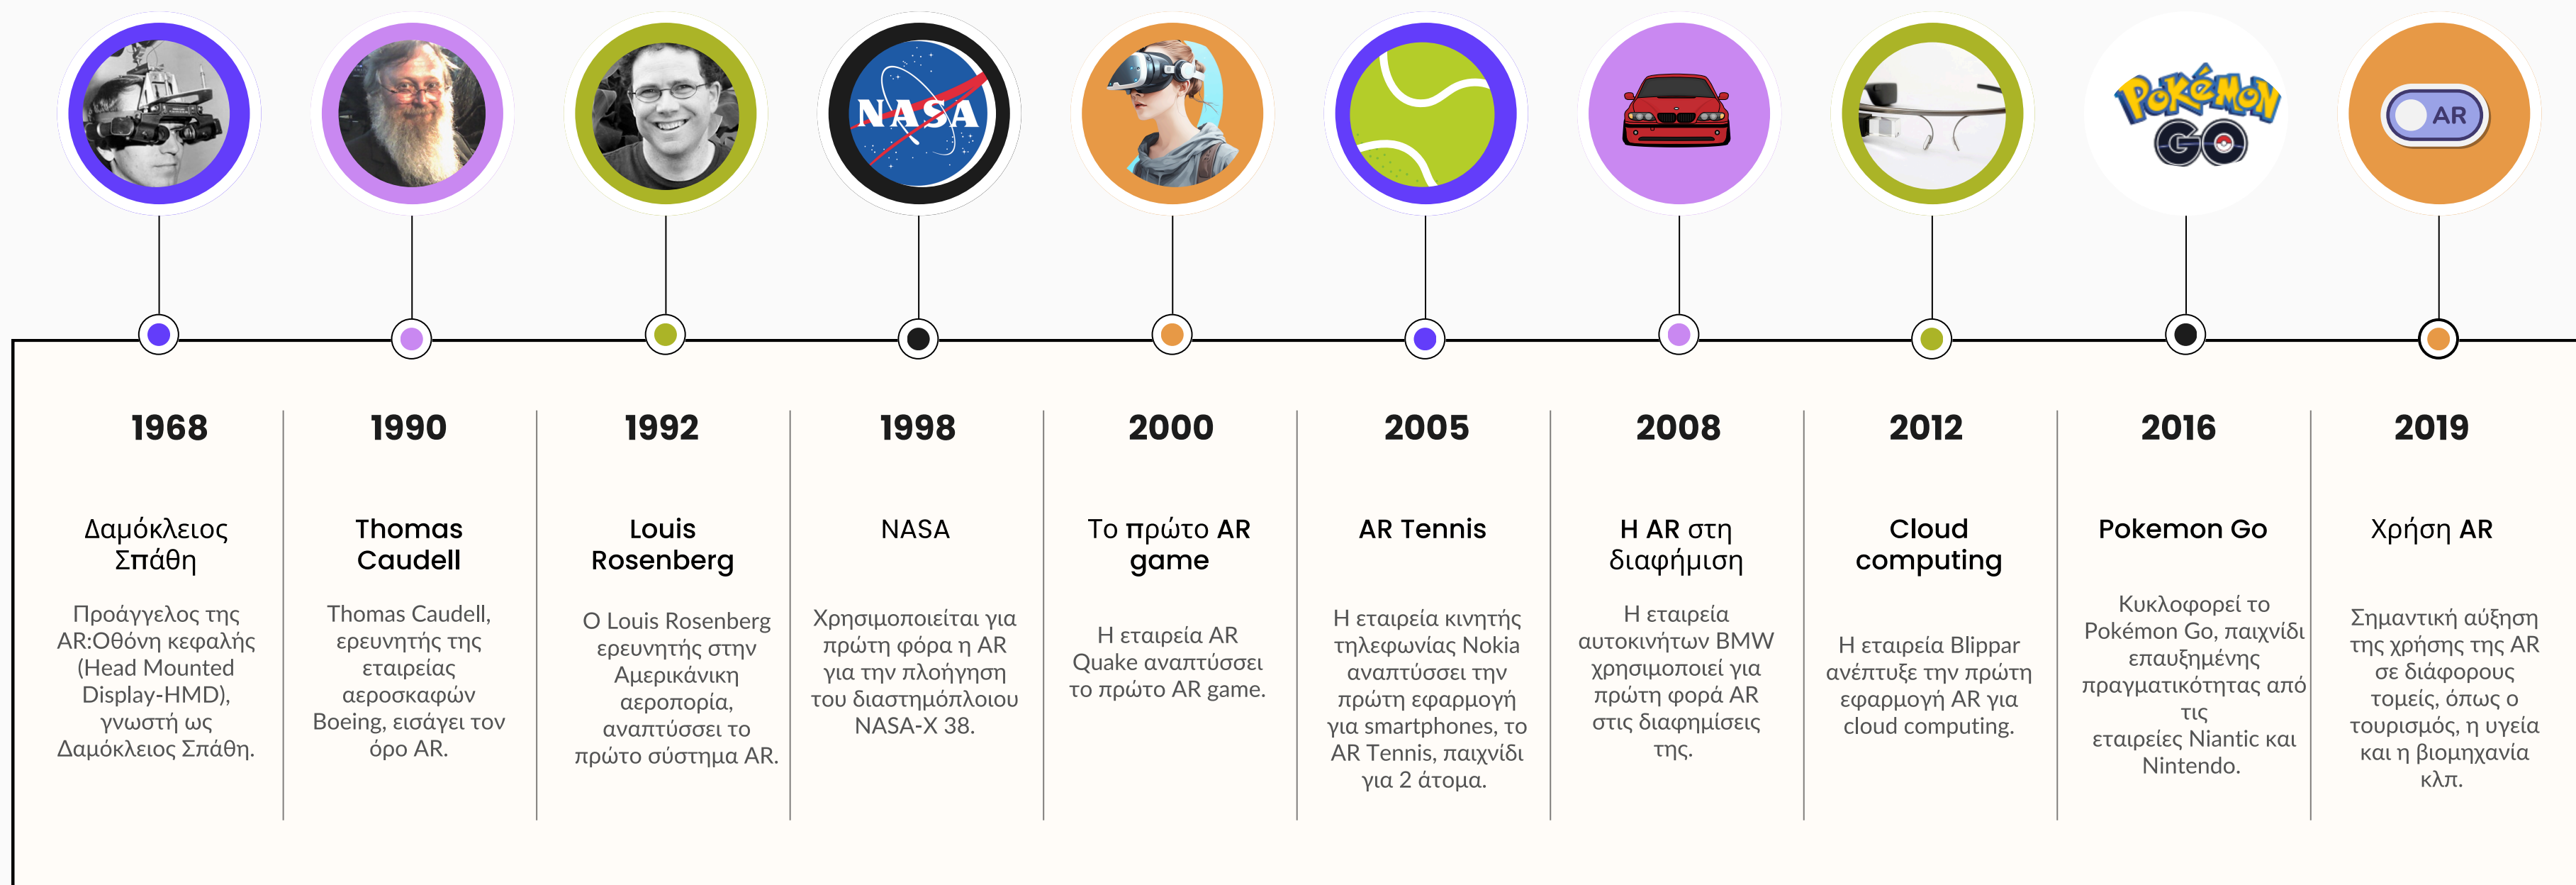 NASA
POKéMON
GO
AR
1968
Δαμόκλειος
Σπάθη
Προάγγελος της
AR:Οθόνη κεφαλής
(Head Mounted
Display-HMD),
γνωστή ως
Δαμόκλειος Σπάθη.
1990
Thomas
Caudell
Thomas Caudell,
ερευνητής της
εταιρείας
αεροσκαφών
Boeing, εισάγει τον
όρο AR.
1992
Louis
Rosenberg
Ο Louis Rosenberg
ερευνητής στην
Αμερικάνικη
αεροπορία,
αναπτύσσει το
πρώτο σύστημα AR.
1998
NASA
Χρησιμοποιείται για
πρώτη φόρα η AR
για την πλοήγηση
του διαστημόπλοιου
NASA-X 38.
2000
Το πρώτο AR
game
Η εταιρεία AR
Quake αναπτύσσει
το πρώτο AR game.
2005
AR Tennis
Η εταιρεία κινητής
τηλεφωνίας Nokia
αναπτύσσει την
πρώτη εφαρμογή
για smartphones, το
AR Tennis, παιχνίδι
για 2 άτομα.
2008
Η AR στη
διαφήμιση
Η εταιρεία
αυτοκινήτων BMW
χρησιμοποιεί για
πρώτη φορά AR
στις διαφημίσεις
της.
2012
Cloud
computing
Η εταιρεία Blippar
ανέπτυξε την πρώτη
εφαρμογή AR για
cloud computing.
2016
Pokemon Go
Κυκλοφορεί το
Pokémon Go, παιχνίδι
επαυξημένης
πραγματικότητας από
τις
εταιρείες Niantic και
Nintendo.
2019
Χρήση AR
Σημαντική αύξηση
της χρήσης της AR
σε διάφορους
τομείς, όπως ο
τουρισμός, η υγεία
και η βιομηχανία
κλπ.